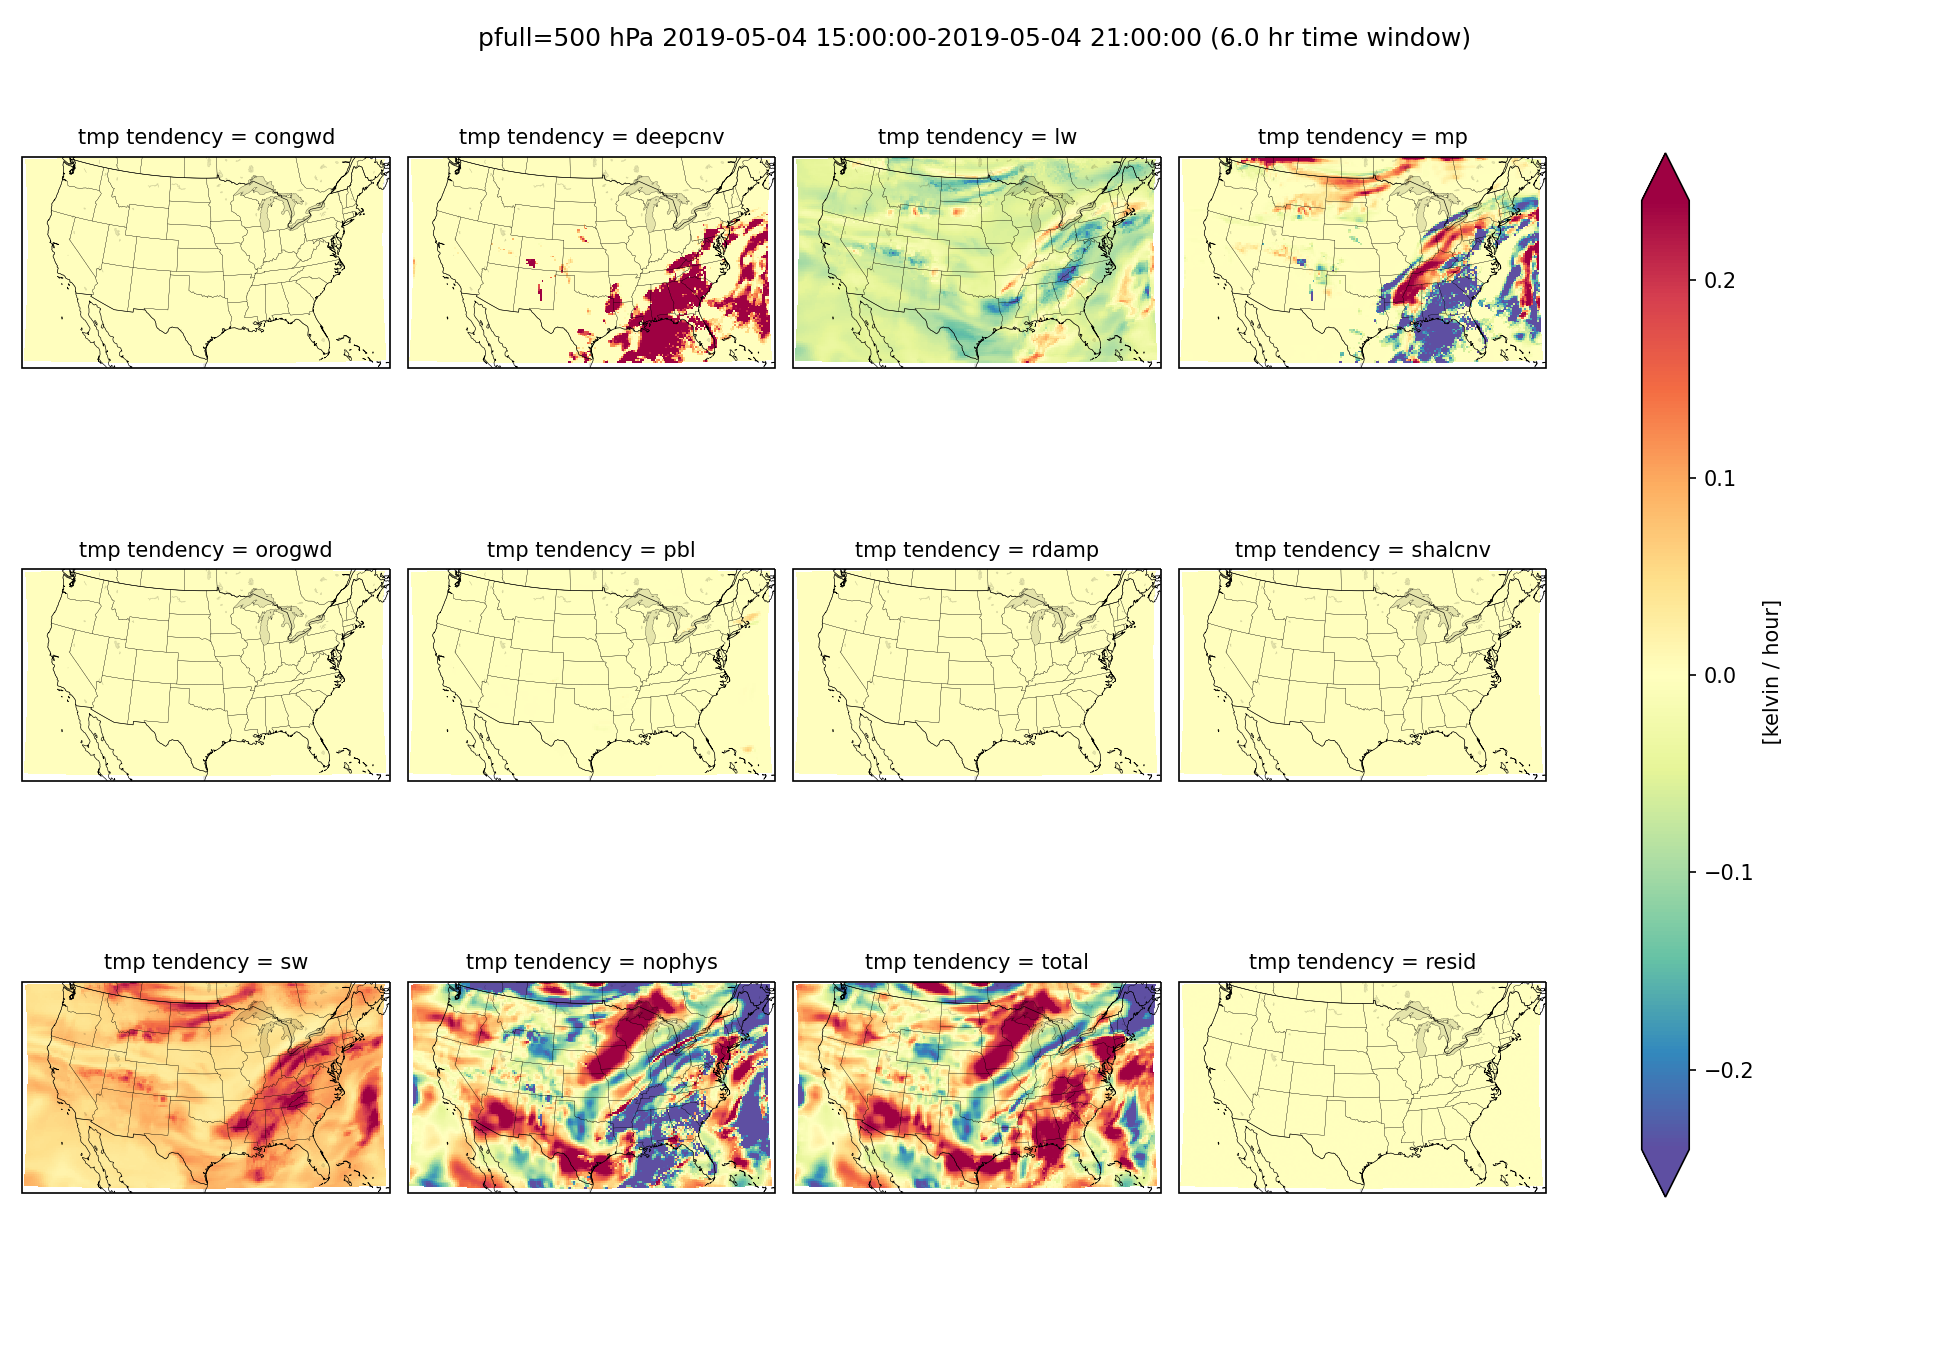 pfull=500 hPa 2019-05-04 15:00:00-2019-05-04 21:00:00 (6.0 hr time window)
tmp tendency = congwd
tmp tendency = deepcnv
tmp tendency = lw
tmp tendency = mp
tmp tendency = orogwd
tmp tendency = pbl
tmp tendency = rdamp
tmp tendency = shalcnv
tmp tendency = sw
tmp tendency = nophys
tmp tendency = total
tmp tendency = resid
0.2
0.1
0.0
−0.1
−0.2
[kelvin / hour]